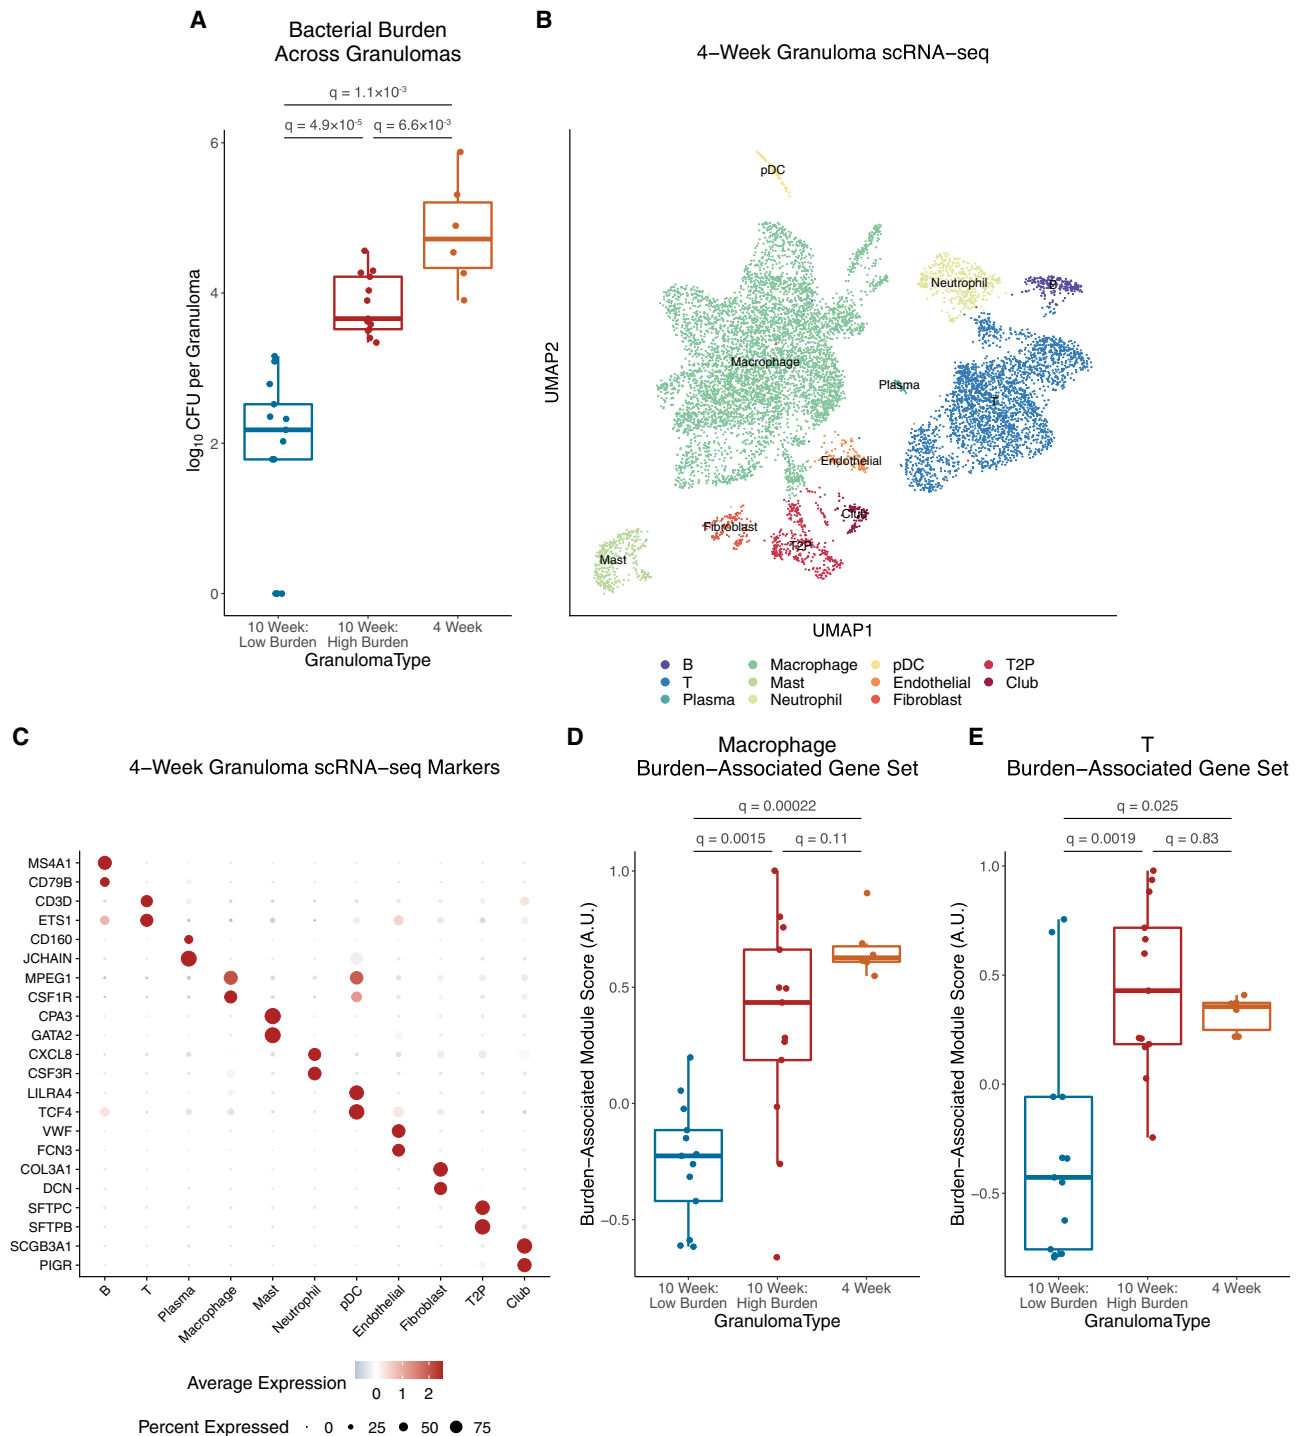 A
Bacterial Burden
Across Granulomas
q = 1.1×10-3
q = 4.9×10-5
q = 6.6×10-3
log10 CFU per Granuloma
6
4
2
0
10 Week:
Low Burden
10 Week:
High Burden
4 Week
GranulomaType
B
4−Week Granuloma scRNA−seq
UMAP2
pDC
Neutrophil
B
Macrophage
Plasma
T
Endothelial
Club
Fibroblast
T2P
Mast
UMAP1
B
T
Plasma
Macrophage
Mast
Neutrophil
pDC
Endothelial
Fibroblast
T2P
Club
C
4−Week Granuloma scRNA−seq Markers
MS4A1
CD79B
CD3D
ETS1
CD160
JCHAIN
MPEG1
CSF1R
CPA3
GATA2
CXCL8
CSF3R
LILRA4
TCF4
VWF
FCN3
COL3A1
DCN
SFTPC
SFTPB
SCGB3A1
PIGR
B
T
Plasma
Macrophage
Mast
Neutrophil
pDC
Endothelial
Fibroblast
T2P
Club
Average Expression
0 1 2
Percent Expressed
0 25 50 75
D
Macrophage
Burden−Associated Gene Set
q = 0.00022
q = 0.0015
q = 0.11
Burden−Associated Module Score (A.U.)
1.0
0.5
0.0
−0.5
10 Week:
Low Burden
10 Week:
High Burden
4 Week
GranulomaType
E
T
Burden−Associated Gene Set
q = 0.025
q = 0.0019
q = 0.83
Burden−Associated Module Score (A.U.)
1.0
0.5
0.0
−0.5
10 Week:
Low Burden
10 Week:
High Burden
4 Week
GranulomaType